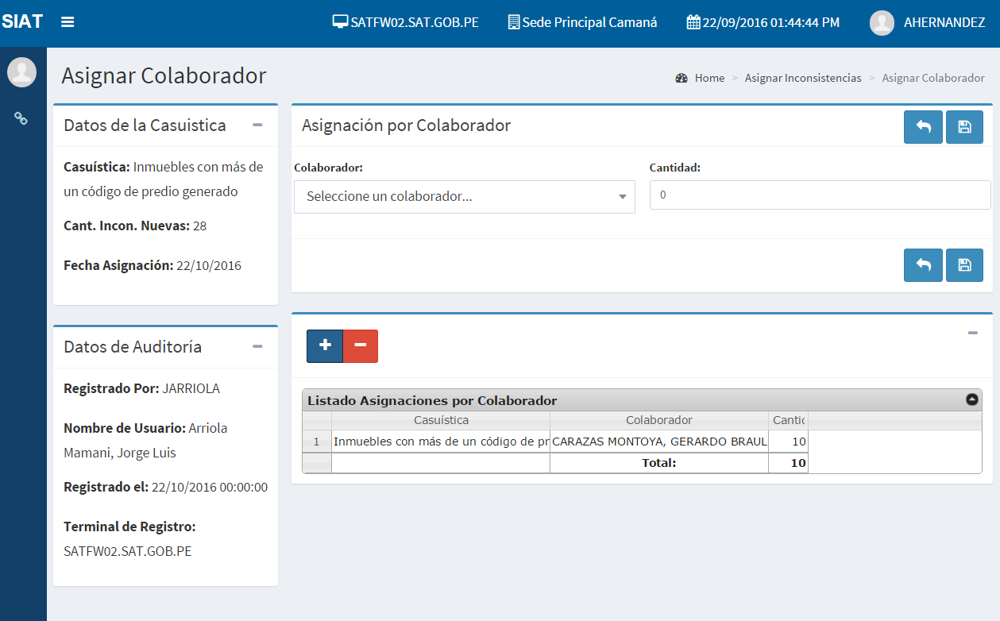 SIAT
SATFW02.SAT.GOB.PE
Sede Principal Camaná
22/09/2016 01:44:44 PM
AHERNANDEZ
Asignar Colaborador
Home > Asignar Inconsistencias > Asignar Colaborador
Datos de la Casuistica
Casuística: Inmuebles con más de
un código de predio generado
Cant. Incon. Nuevas: 28
Fecha Asignación: 22/10/2016
Datos de Auditoría
Registrado Por: JARRIOLA
Nombre de Usuario: Arriola
Mamani, Jorge Luis
Registrado el: 22/10/2016 00:00:00
Terminal de Registro:
SATFW02.SAT.GOB.PE
Asignación por Colaborador
Colaborador:
Seleccione un colaborador...
Cantidad:
0
Listado Asignaciones por Colaborador
Casuística Colaborador Cantic
1 Inmuebles con más de un código de pr CARAZAS MONTOYA, GERARDO BRAUL 10
Total: 10